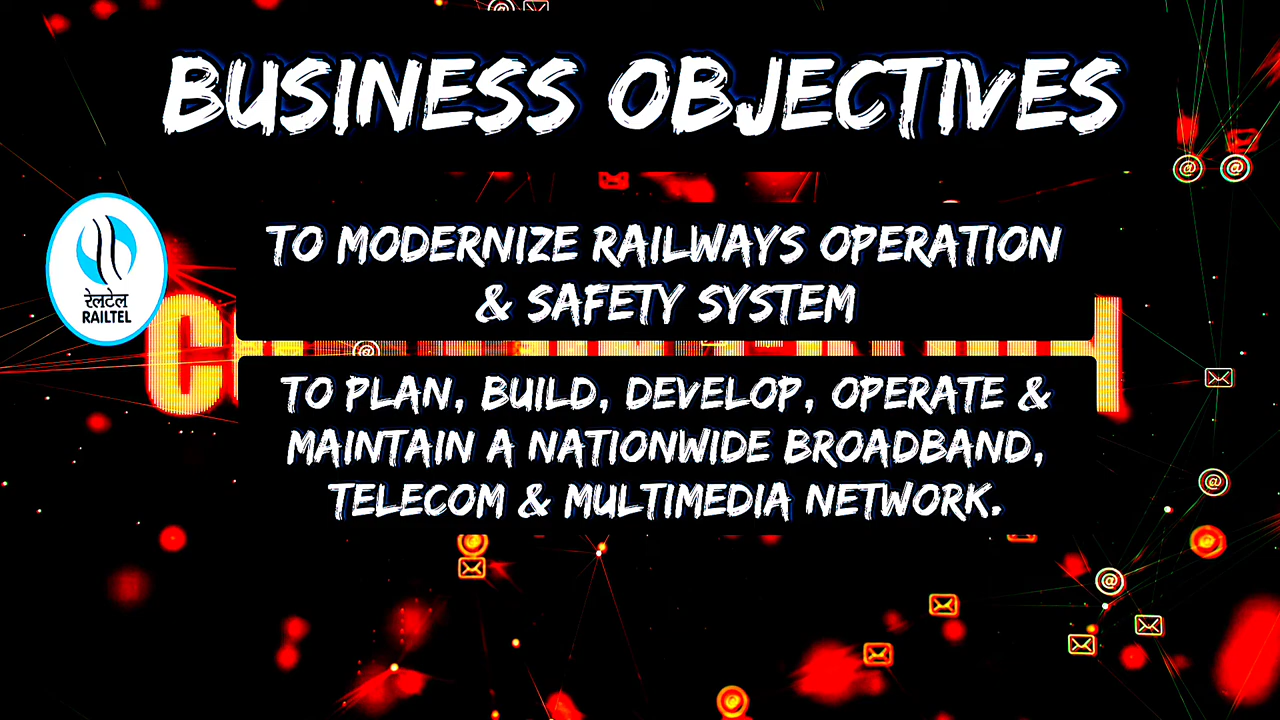 BUSINESS OBJECTIVES
रेलटेल
RAILTEL
TO MODERNIZE RAILWAYS OPERATION
& SAFETY SYSTEM
TO PLAN, BUILD, DEVELOP, OPERATE &
MAINTAIN A NATIONWIDE BROADBAND,
TELECOM & MULTIMEDIA NETWORK.